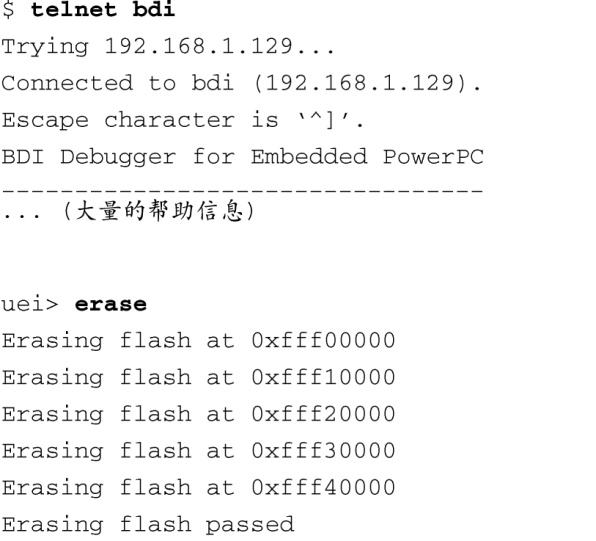 $ telnet bdi
Trying 192.168.1.129...
Connected to bdi (192.168.1.129).
Escape character is ‘^]’.
BDI Debugger for Embedded PowerPC
_________________________________
... (大量的帮助信息)
uei> erase
Erasing flash at 0xfff00000
Erasing flash at 0xfff10000
Erasing flash at 0xfff20000
Erasing flash at 0xfff30000
Erasing flash at 0xfff40000
Erasing flash passed